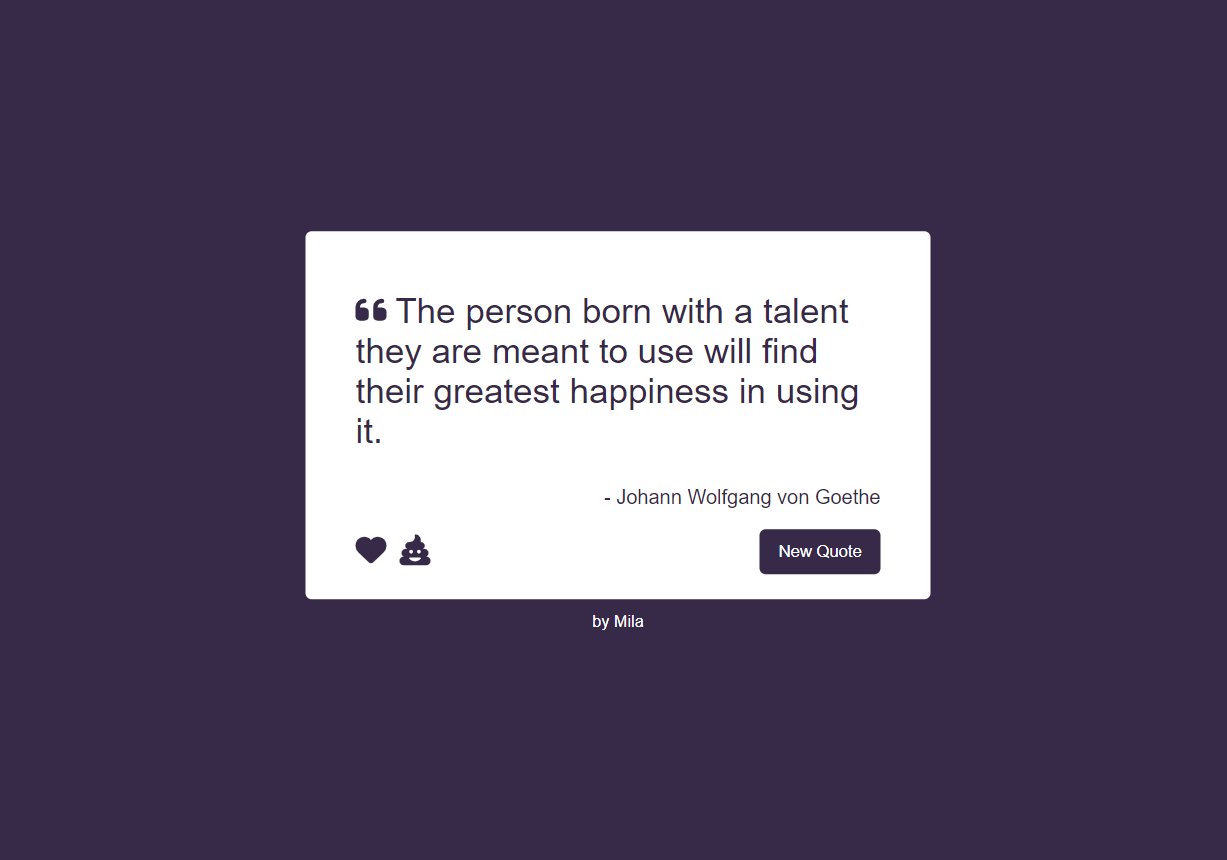 ❝ The person born with a talent
they are meant to use will find
their greatest happiness in using
it.
- Johann Wolfgang von Goethe
New Quote
by Mila